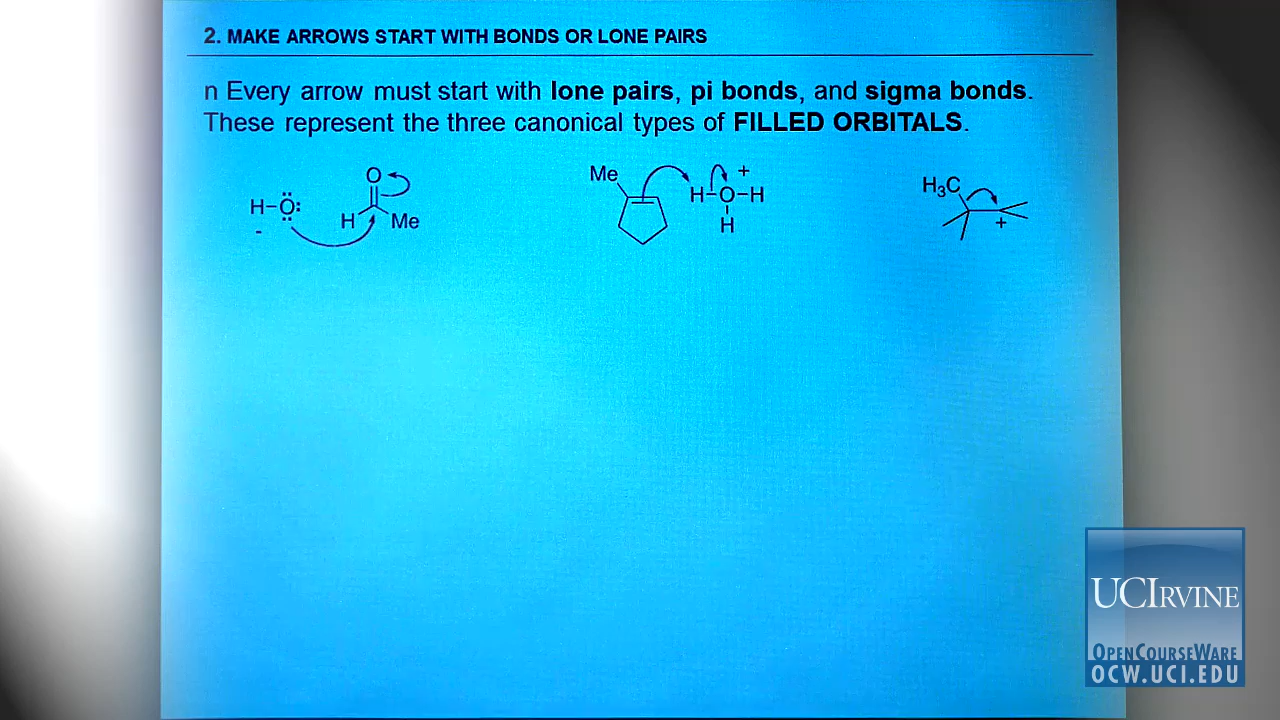 2. MAKE ARROWS START WITH BONDS OR LONE PAIRS
n Every arrow must start with lone pairs, pi bonds, and sigma bonds.
These represent the three canonical types of FILLED ORBITALS.
H–Ö:
-
O
H
Me
Me
H–O–H
+
H
H3C
+
UCIRVINE
OPENCOURSEWARE
OCW.UCI.EDU